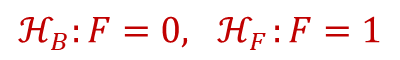 ℋ_B: F = 0, ℋ_F: F = 1